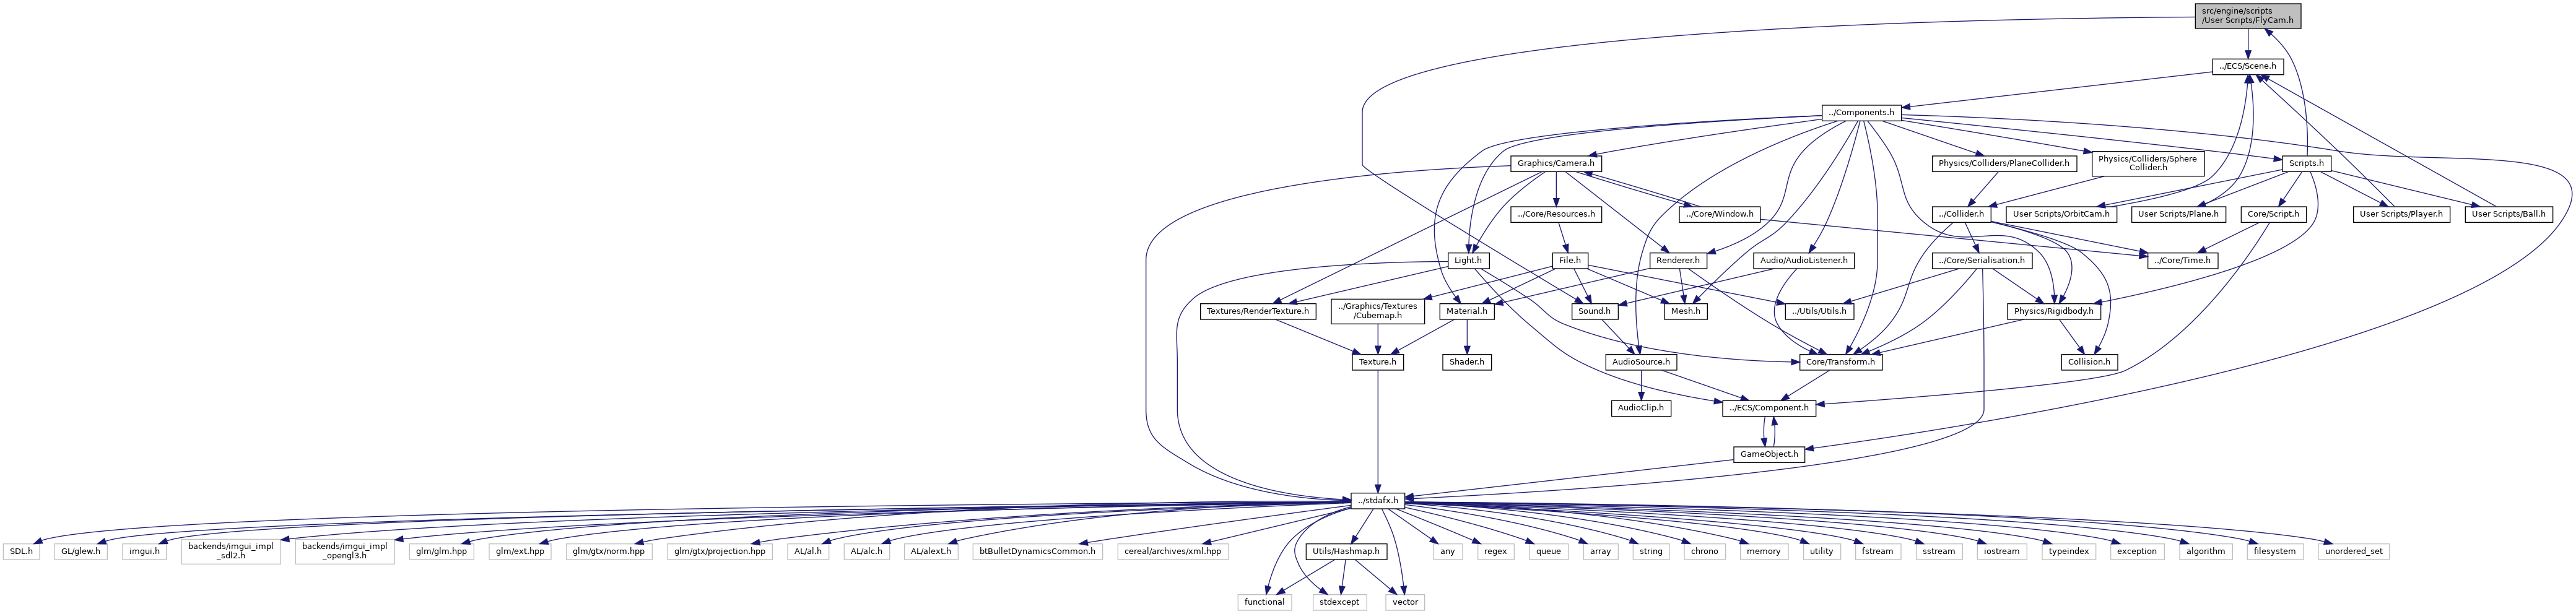 src/engine/scripts
/User Scripts/FlyCam.h
../ECS/Scene.h
../Components.h
Graphics/Camera.h
Physics/Colliders/PlaneCollider.h
Physics/Colliders/Sphere
Collider.h
Scripts.h
../Core/Resources.h
../Core/Window.h
../Collider.h
User Scripts/OrbitCam.h
User Scripts/Plane.h
Core/Script.h
User Scripts/Player.h
User Scripts/Ball.h
Light.h
File.h
Renderer.h
Audio/AudioListener.h
../Core/Serialisation.h
../Core/Time.h
Textures/RenderTexture.h
../Graphics/Textures
/Cubemap.h
Material.h
Sound.h
Mesh.h
../Utils/Utils.h
Physics/Rigidbody.h
Texture.h
Shader.h
AudioSource.h
Core/Transform.h
Collision.h
AudioClip.h
../ECS/Component.h
GameObject.h
../stdafx.h
SDL.h
GL/glew.h
imgui.h
backends/imgui_impl
_sdl2.h
backends/imgui_impl
_opengl3.h
glm/glm.hpp
glm/ext.hpp
glm/gtx/norm.hpp
glm/gtx/projection.hpp
AL/al.h
AL/alc.h
AL/alext.h
btBulletDynamicsCommon.h
cereal/archives/xml.hpp
Utils/Hashmap.h
any
regex
queue
array
string
chrono
memory
utility
fstream
sstream
iostream
typeindex
exception
algorithm
filesystem
unordered_set
functional
stdexcept
vector